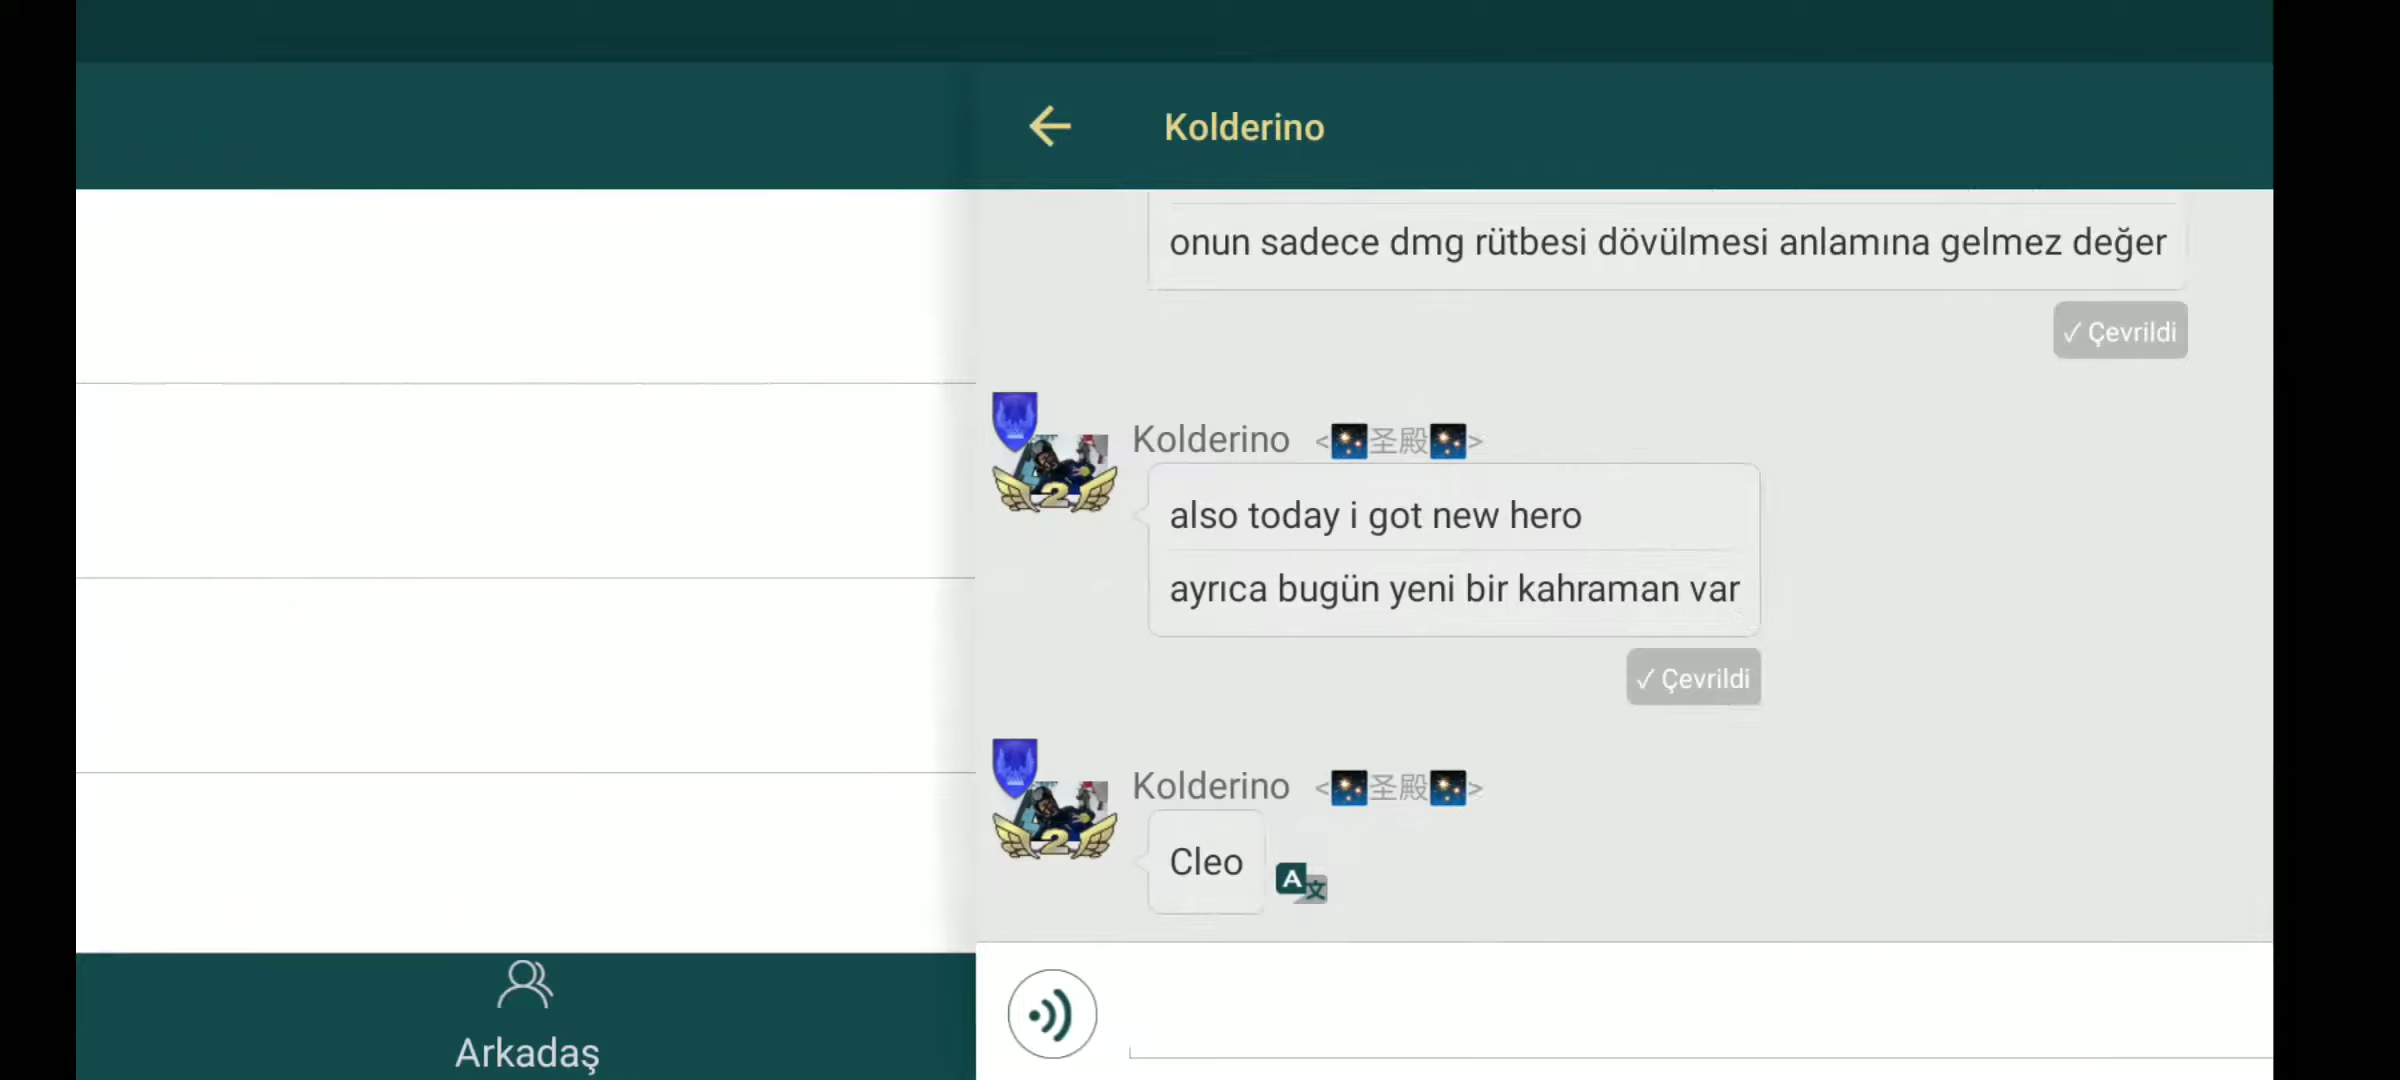 Kolderino
onun sadece dmg rütbesi dövülmesi anlamına gelmez değer
✓ Çevrildi
Kolderino <🎇圣殿🎇>
also today i got new hero
ayrıca bugün yeni bir kahraman var
✓ Çevrildi
Kolderino <🎇圣殿🎇>
Cleo
Arkadaş